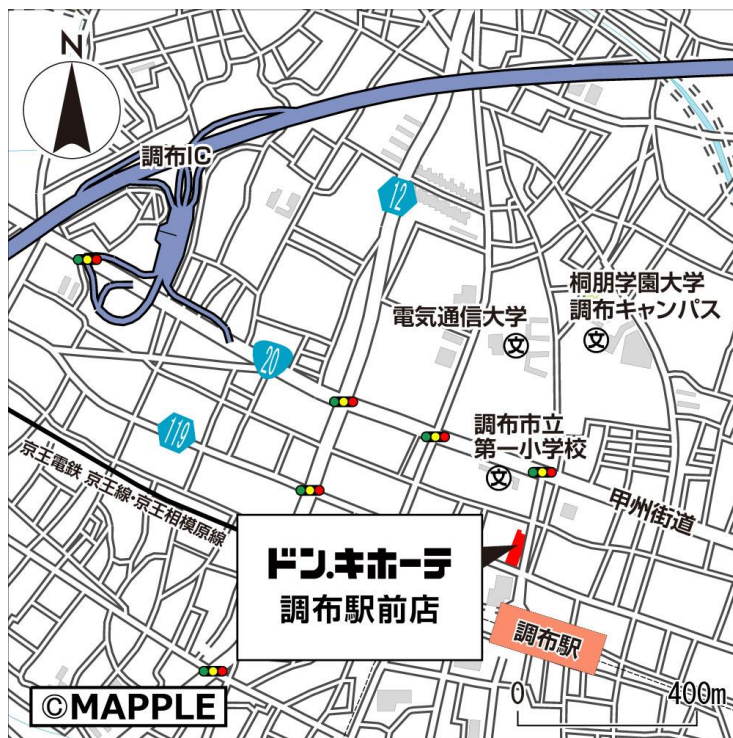 N
調布IC
12
桐朋学園大学
調布キャンパス
電気通信大学
文
文
20
119
調布市立
第一小学校
文
京王電鉄 京王線・京王相模原線
甲州街道
ドン.キホーテ
調布駅前店
調布駅
0 400m
©MAPPLE